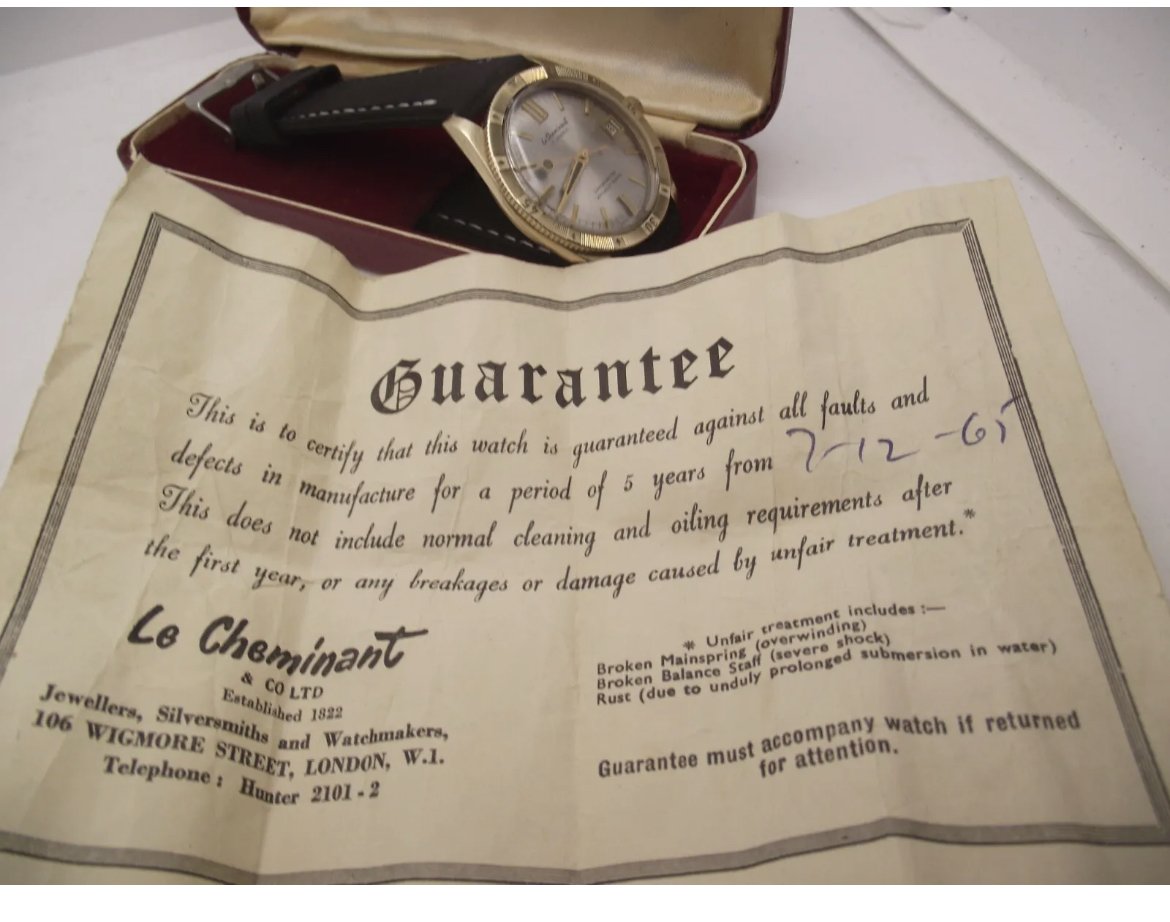 Guarantee
This is to certify that this watch is guaranteed against all faults and
defects in manufacture for a period of 5 years from 7-12-65
This does not include normal cleaning and oiling requirements after
the first year, or any breakages or damage caused by unfair treatment.*
Le Cheminant
& CO LTD
Established 1822
Jewellers, Silversmiths and Watchmakers,
106 WIGMORE STREET, LONDON, W.1.
Telephone : Hunter 2101 - 2
* Unfair treatment includes :—
Broken Mainspring (overwinding)
Broken Balance Staff (severe shock)
Rust (due to unduly prolonged submersion in water)
Guarantee must accompany watch if returned
for attention.